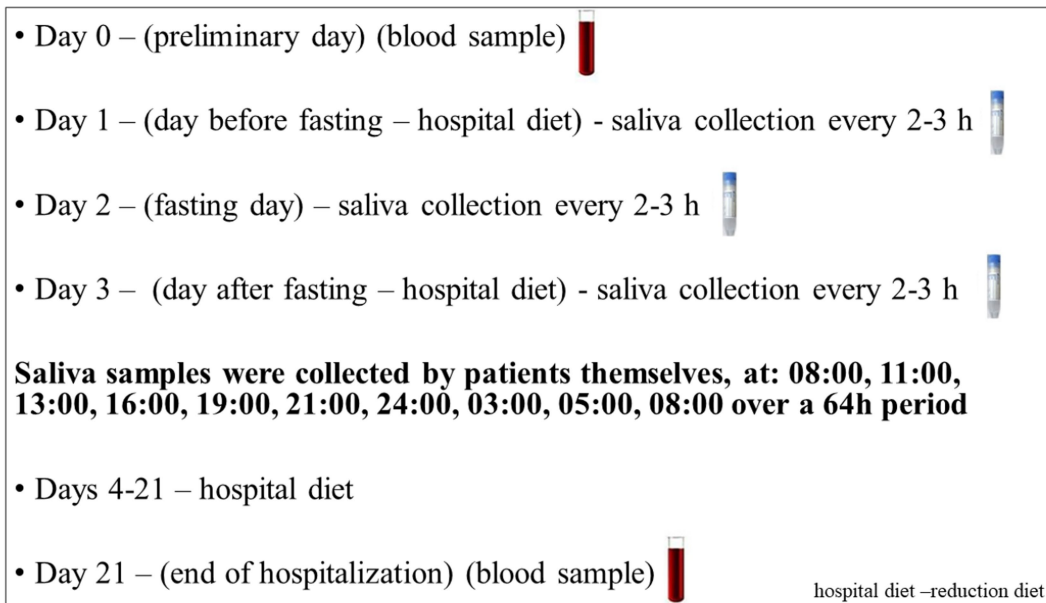 • Day 0 – (preliminary day) (blood sample)
• Day 1 – (day before fasting – hospital diet) - saliva collection every 2-3 h
• Day 2 – (fasting day) – saliva collection every 2-3 h
• Day 3 – (day after fasting – hospital diet) - saliva collection every 2-3 h
Saliva samples were collected by patients themselves, at: 08:00, 11:00,
13:00, 16:00, 19:00, 21:00, 24:00, 03:00, 05:00, 08:00 over a 64h period
• Days 4-21 – hospital diet
• Day 21 – (end of hospitalization) (blood sample)
hospital diet –reduction diet